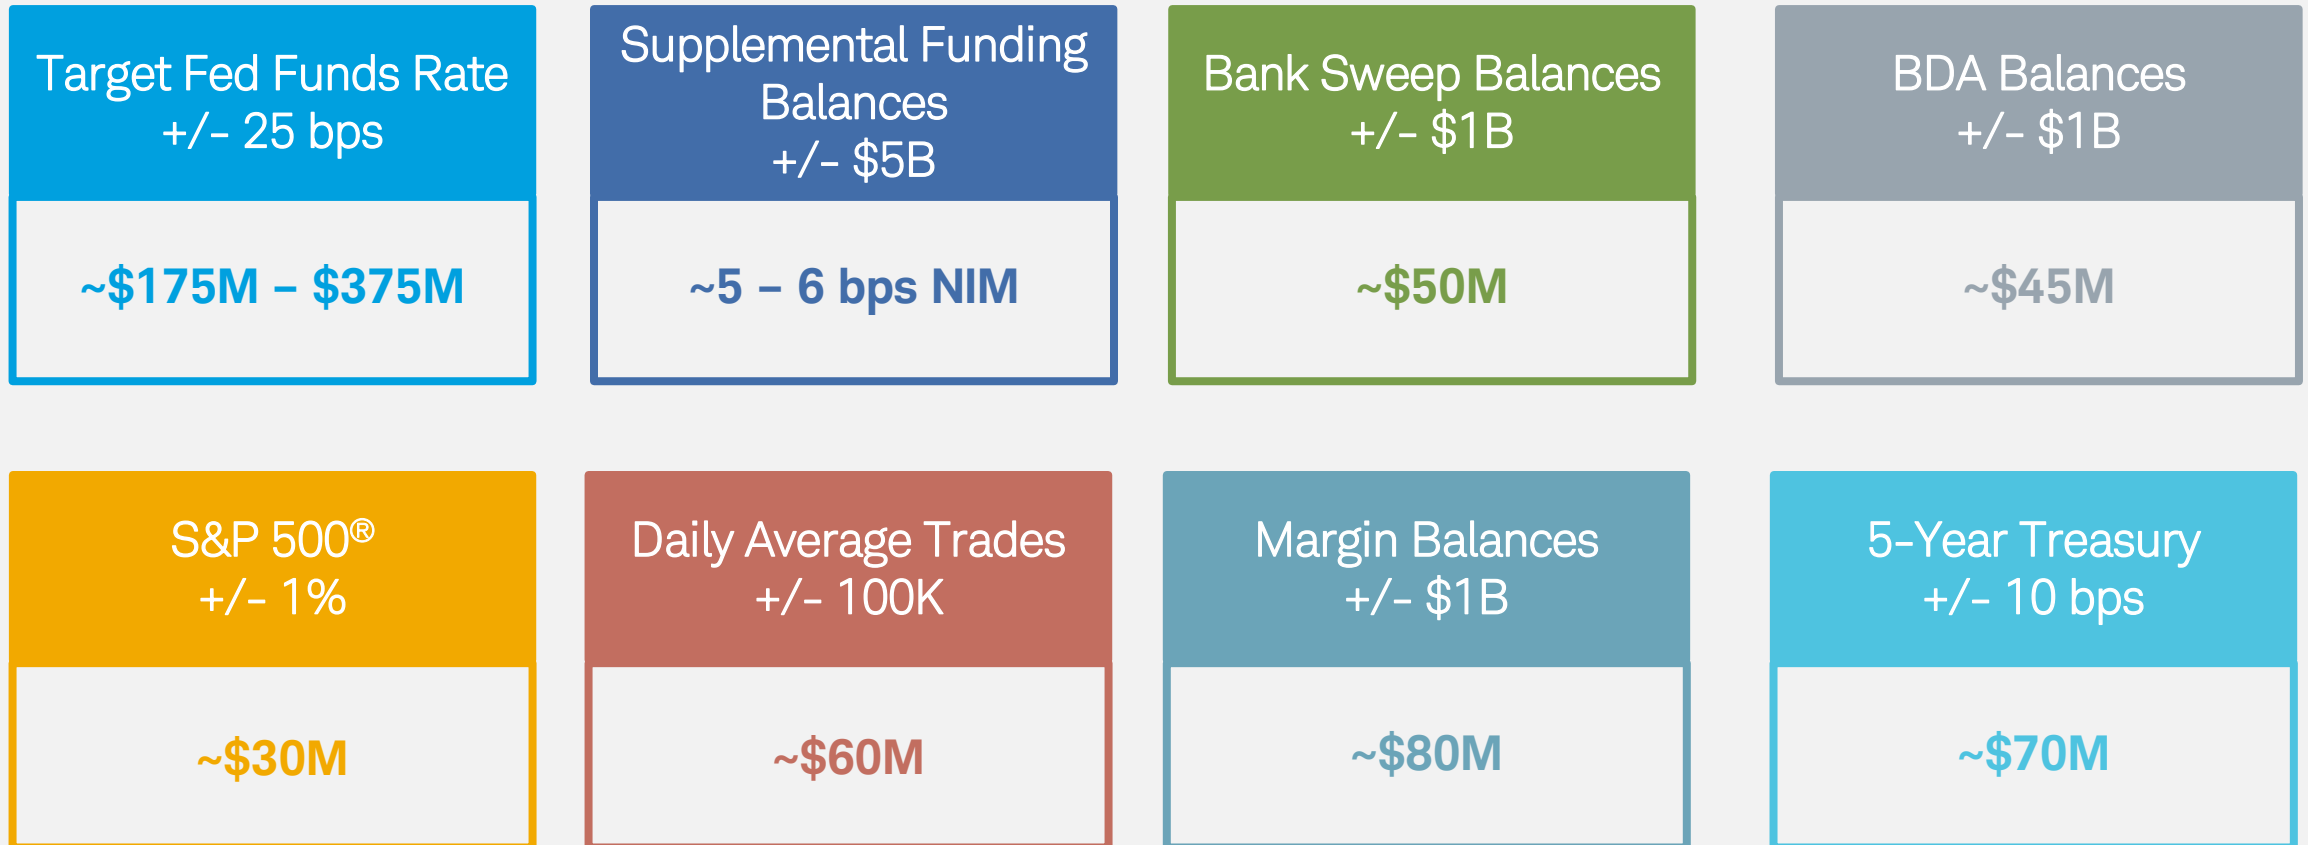 Target Fed Funds Rate
+/- 25 bps
~$175M – $375M
Supplemental Funding
Balances
+/- $5B
~5 – 6 bps NIM
Bank Sweep Balances
+/- $1B
~$50M
BDA Balances
+/- $1B
~$45M
S&P 500®
+/- 1%
~$30M
Daily Average Trades
+/- 100K
~$60M
Margin Balances
+/- $1B
~$80M
5-Year Treasury
+/- 10 bps
~$70M